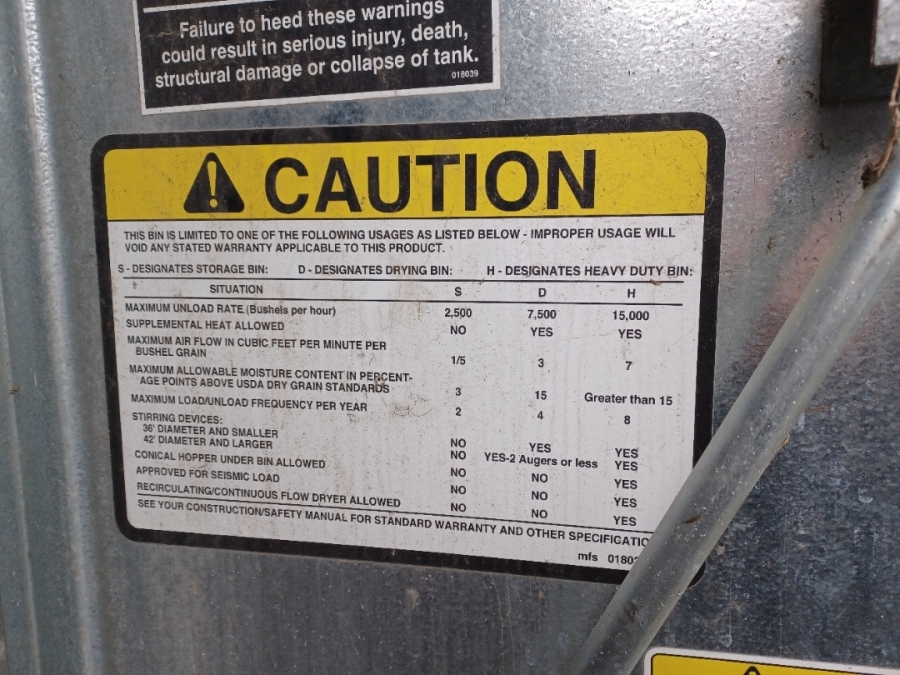 Failure to heed these warnings
could result in serious injury, death,
structural damage or collapse of tank.
018039
CAUTION
THIS BIN IS LIMITED TO ONE OF THE FOLLOWING USAGES AS LISTED BELOW - IMPROPER USAGE WILL
VOID ANY STATED WARRANTY APPLICABLE TO THIS PRODUCT.
S - DESIGNATES STORAGE BIN: D - DESIGNATES DRYING BIN: H - DESIGNATES HEAVY DUTY BIN:
SITUATION S D H
MAXIMUM UNLOAD RATE (Bushels per hour) 2,500 7,500 15,000
SUPPLEMENTAL HEAT ALLOWED NO YES YES
MAXIMUM AIR FLOW IN CUBIC FEET PER MINUTE PER
BUSHEL GRAIN 1/5 3 7
MAXIMUM ALLOWABLE MOISTURE CONTENT IN PERCENT-
AGE POINTS ABOVE USDA DRY GRAIN STANDARDS 3 15 Greater than 15
MAXIMUM LOAD/UNLOAD FREQUENCY PER YEAR 2 4 8
STIRRING DEVICES:
36' DIAMETER AND SMALLER NO YES YES
42' DIAMETER AND LARGER NO YES-2 Augers or less YES
CONICAL HOPPER UNDER BIN ALLOWED NO NO YES
APPROVED FOR SEISMIC LOAD NO NO YES
RECIRCULATING/CONTINUOUS FLOW DRYER ALLOWED NO NO YES
SEE YOUR CONSTRUCTION/SAFETY MANUAL FOR STANDARD WARRANTY AND OTHER
mfs